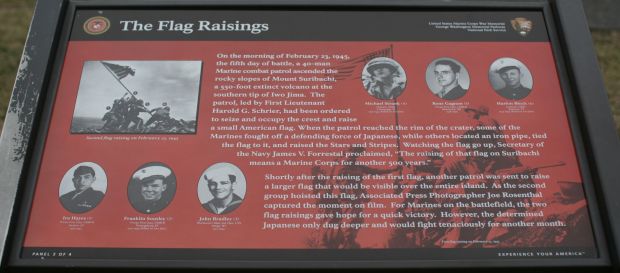 The Flag Raisings
United States Marine Corps War Memorial
George Washington Memorial Parkway
National Park Service
On the morning of February 23, 1945,
the fifth day of battle, a 40-man
Marine combat patrol ascended the
rocky slopes of Mount Suribachi,
a 550-foot extinct volcano at the
southern tip of Iwo Jima. The
patrol, led by First Lieutenant
Harold G. Schrier, had been ordered
to seize and occupy the crest and raise
a small American flag. When the patrol reached the rim of the crater, some of the
Marines fought off a defending force of Japanese, while others located an iron pipe, tied
the flag to it, and raised the Stars and Stripes. Watching the flag go up, Secretary of
the Navy James V. Forrestal proclaimed, "The raising of that flag on Suribachi
means a Marine Corps for another 500 years."
Shortly after the raising of the first flag, another patrol was sent to raise
a larger flag that would be visible over the entire island. As the second
group hoisted this flag, Associated Press Photographer Joe Rosenthal
captured the moment on film. For Marines on the battlefield, the two
flag raisings gave hope for a quick victory. However, the determined
Japanese only dug deeper and would fight tenaciously for another month.
Second flag raising on February 23, 1945
Michael Strank
Rene Gagnon
Harlon Block
Ira Hayes
Franklin Sousley
John Bradley
First flag raising on February 23, 1945
PANEL 2 OF 4
EXPERIENCE YOUR AMERICA